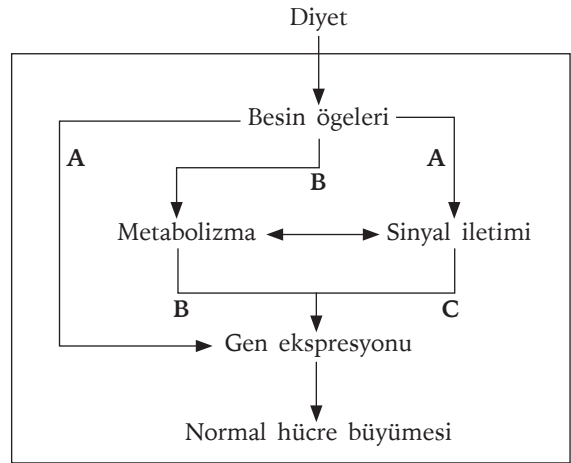 Diyet
Besin ögeleri
A
A
B
Metabolizma
Sinyal iletimi
B
C
Gen ekspresyonu
Normal hücre büyümesi